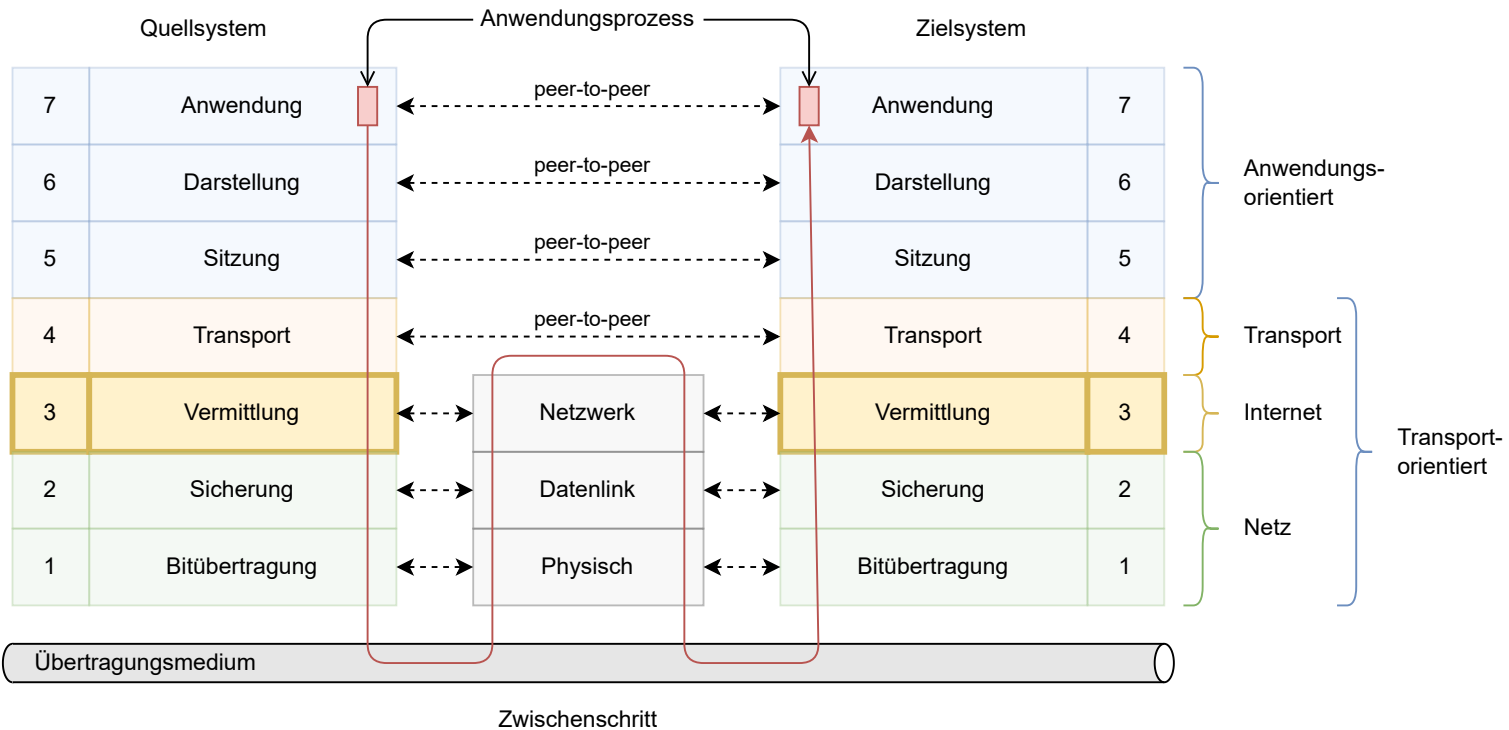 Anwendungsprozess
Quellsystem
Zielsystem
7 Anwendung peer-to-peer Anwendung 7
6 Darstellung peer-to-peer Darstellung 6
5 Sitzung peer-to-peer Sitzung 5
4 Transport peer-to-peer Transport 4
3 Vermittlung Netzwerk Vermittlung 3
2 Sicherung Datenlink Sicherung 2
1 Bitübertragung Physisch Bitübertragung 1
Anwendungs-
orientiert
Transport
Internet
Netz
Transport-
orientiert
Übertragungsmedium
Zwischenschritt